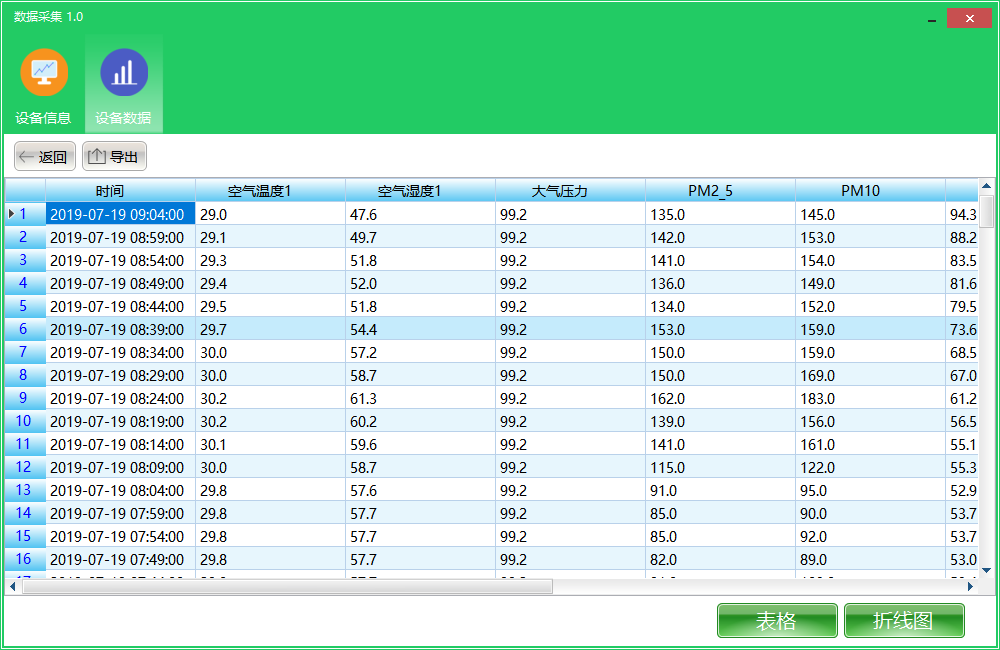 数据采集 1.0
设备信息 设备数据
返回 导出
时间 空气温度1 空气湿度1 大气压力 PM2_5 PM10
1 2019-07-19 09:04:00 29.0 47.6 99.2 135.0 145.0 94.3
2 2019-07-19 08:59:00 29.1 49.7 99.2 142.0 153.0 88.2
3 2019-07-19 08:54:00 29.3 51.8 99.2 141.0 154.0 83.5
4 2019-07-19 08:49:00 29.4 52.0 99.2 136.0 149.0 81.6
5 2019-07-19 08:44:00 29.5 51.8 99.2 134.0 152.0 79.5
6 2019-07-19 08:39:00 29.7 54.4 99.2 153.0 159.0 73.6
7 2019-07-19 08:34:00 30.0 57.2 99.2 150.0 159.0 68.5
8 2019-07-19 08:29:00 30.0 58.7 99.2 150.0 169.0 67.0
9 2019-07-19 08:24:00 30.2 61.3 99.2 162.0 183.0 61.2
10 2019-07-19 08:19:00 30.2 60.2 99.2 139.0 156.0 56.5
11 2019-07-19 08:14:00 30.1 59.6 99.2 141.0 161.0 55.1
12 2019-07-19 08:09:00 30.0 58.7 99.2 115.0 122.0 55.3
13 2019-07-19 08:04:00 29.8 57.6 99.2 91.0 95.0 52.9
14 2019-07-19 07:59:00 29.8 57.7 99.2 85.0 90.0 53.7
15 2019-07-19 07:54:00 29.8 57.7 99.2 85.0 92.0 53.7
16 2019-07-19 07:49:00 29.8 57.7 99.2 82.0 89.0 53.0
表格 折线图